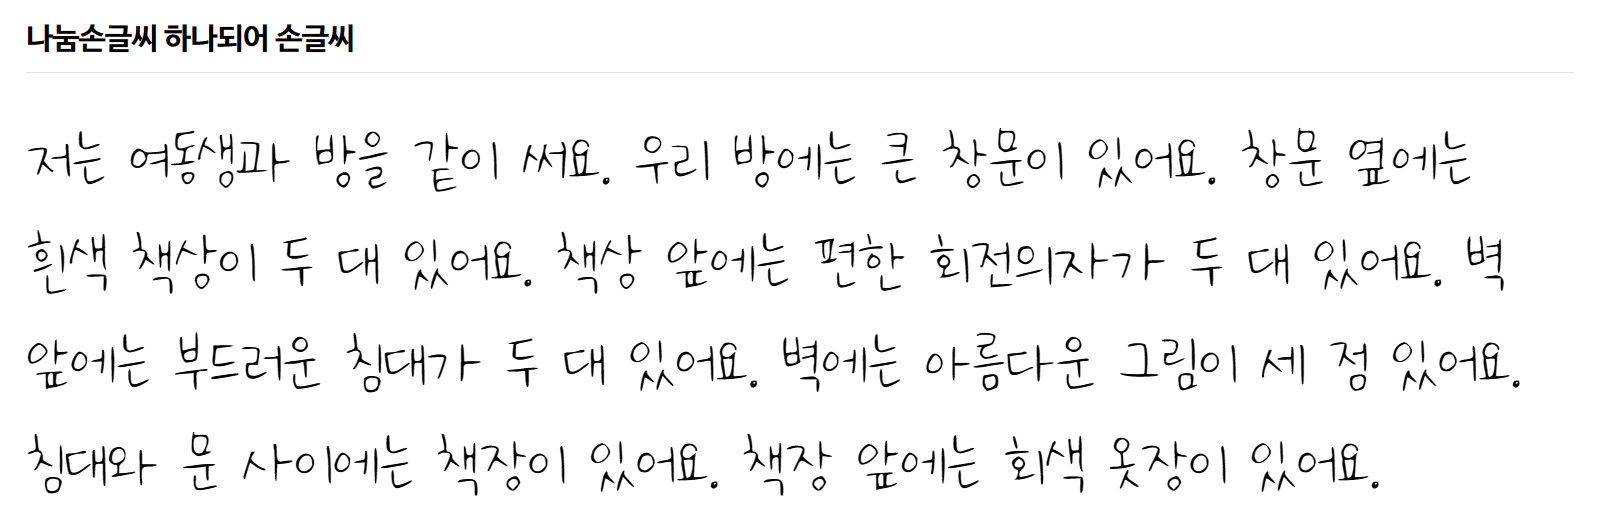 나눔손글씨 하나되어 손글씨
저는 여동생과 방을 같이 써요. 우리 방에는 큰 창문이 있어요. 창문 옆에는
흰색 책상이 두 대 있어요. 책상 앞에는 편한 회전의자가 두 대 있어요. 벽
앞에는 부드러운 침대가 두 대 있어요. 벽에는 아름다운 그림이 세 점 있어요.
침대와 문 사이에는 책장이 있어요. 책장 앞에는 회색 옷장이 있어요.